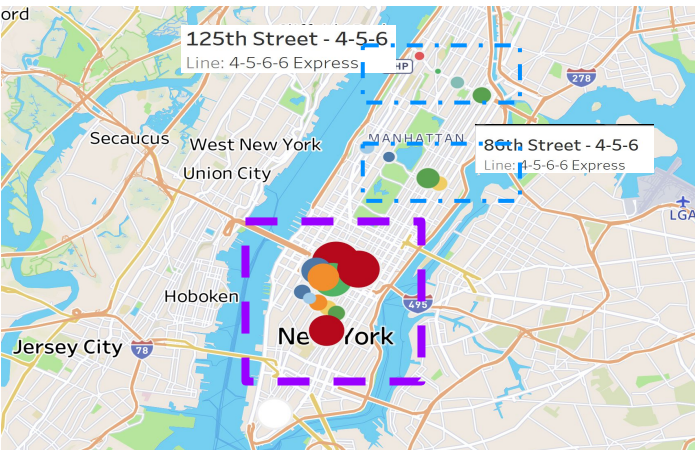 ord
125th Street - 4-5-6
Line: 4-5-6-6 Express
HP
278
Secaucus
West New York
MANHATTAN
86th Street - 4-5-6
Line: 4-5-6-6 Express
Union City
LGA
Hoboken
495
New York
Jersey City
78